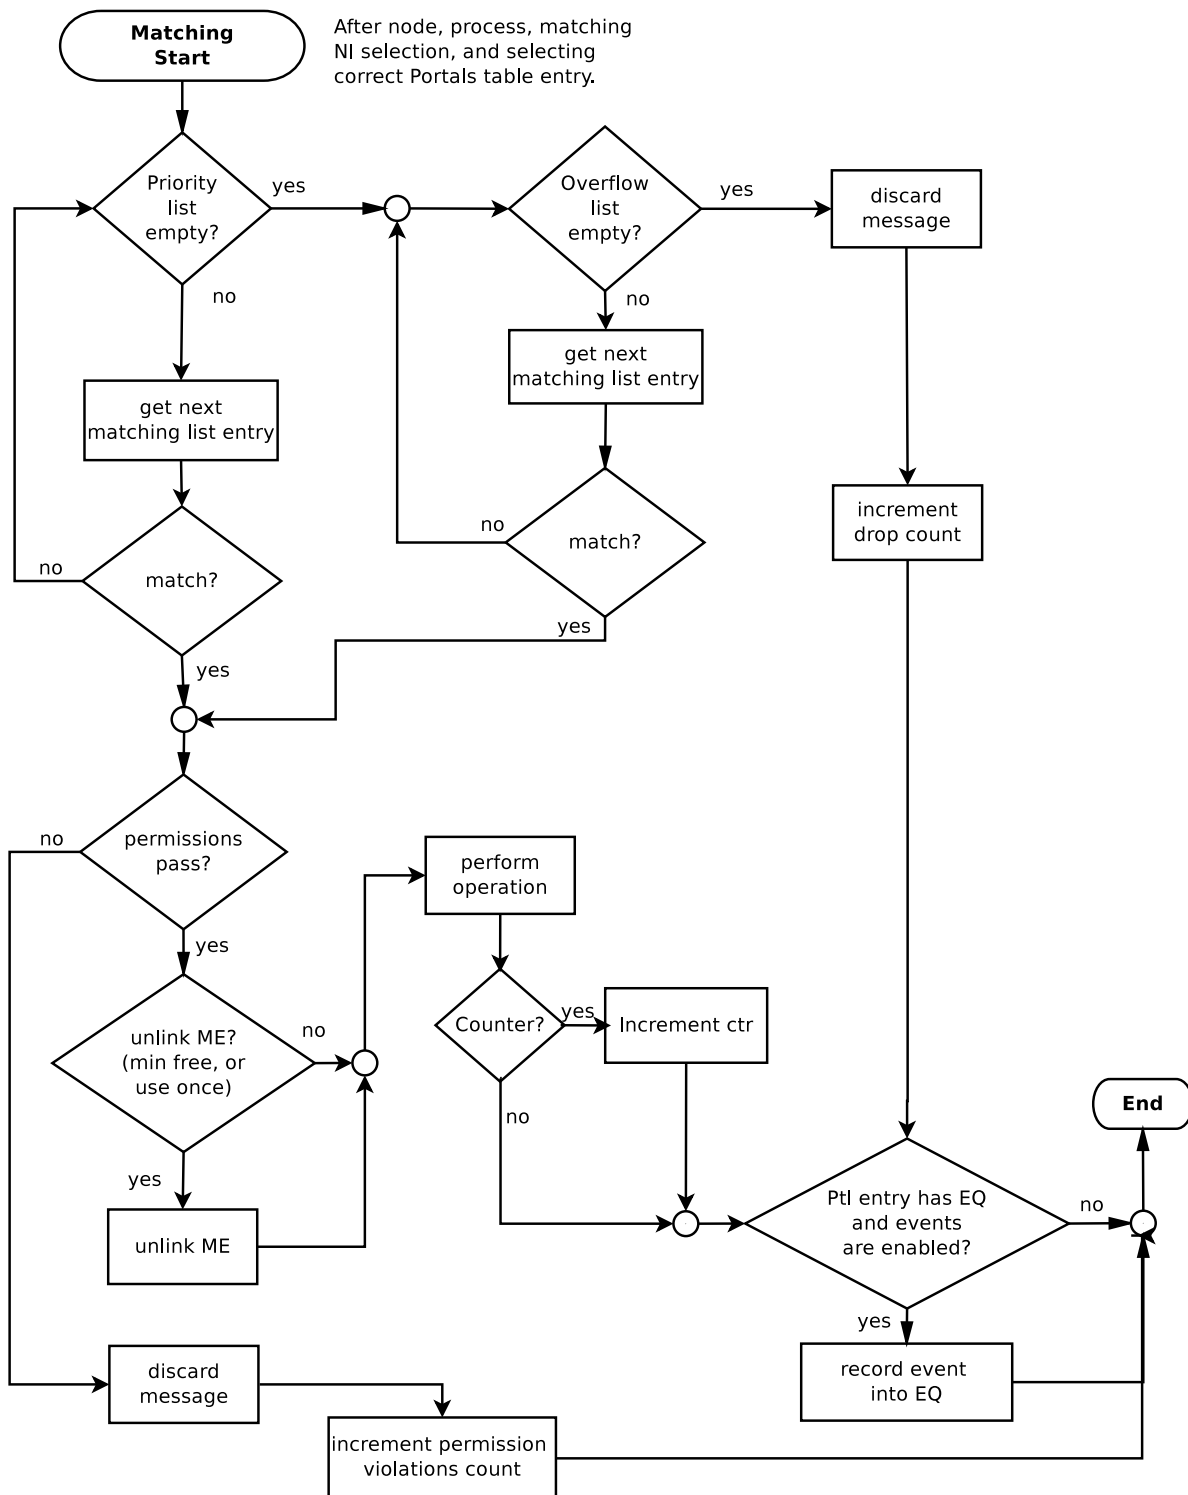 Matching
Start
After node, process, matching
NI selection, and selecting
correct Portals table entry.
Priority
list
empty?
yes
no
Overflow
list
empty?
yes
no
discard
message
get next
matching list entry
get next
matching list entry
match?
no
yes
match?
no
yes
increment
drop count
permissions
pass?
no
yes
perform
operation
unlink ME?
(min free, or
use once)
no
yes
Counter?
yes
no
Increment ctr
End
unlink ME
Ptl entry has EQ
and events
are enabled?
no
yes
discard
message
record event
into EQ
increment permission
violations count